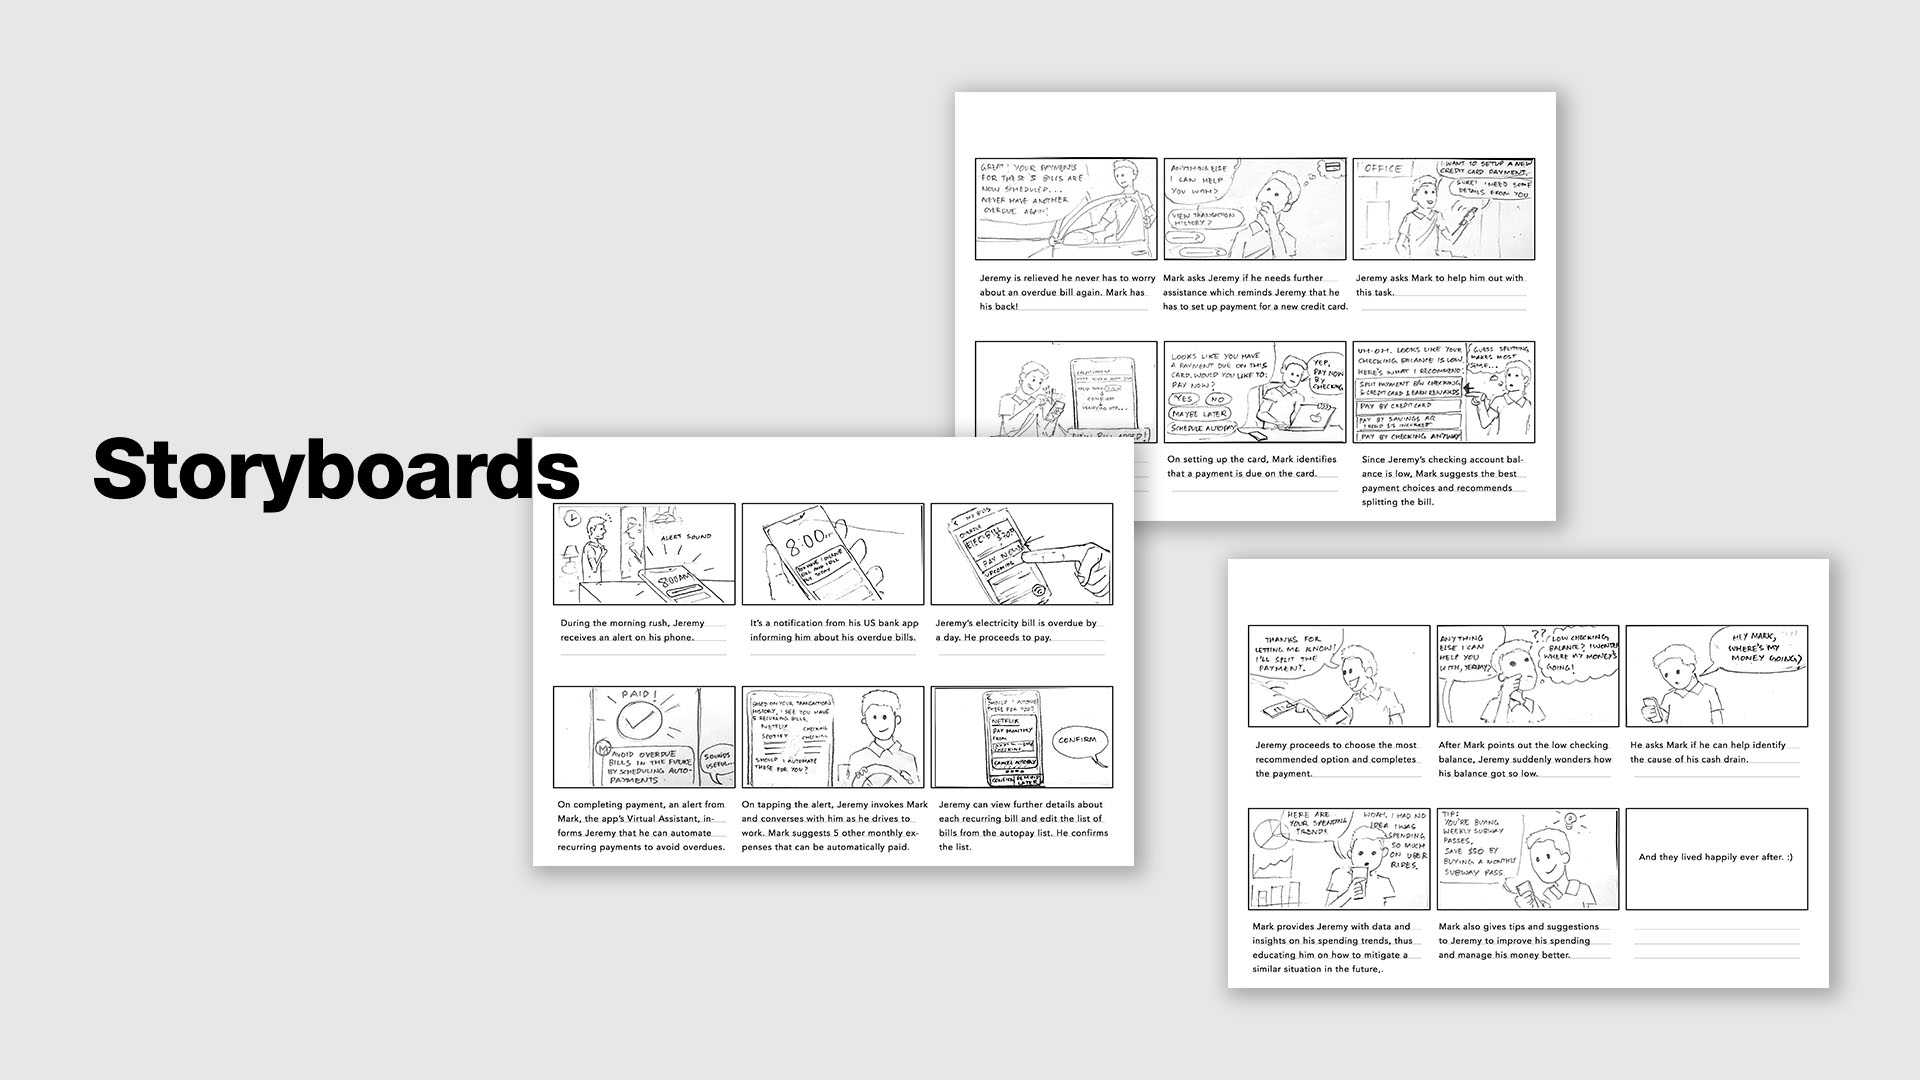 Storyboards
ALERT SOUND
8:00AM
During the morning rush, Jeremy
receives an alert on his phone.
8:00
It's a notification from his US bank app
informing him about his overdue bills.
MY BILLS
OVERDUE
ELEC. BILL
PAY NOW
UPCOMING
Jeremy's electricity bill is overdue by
a day. He proceeds to pay.
PAID!
M
AVOID OVERDUE
BILLS IN THE FUTURE
BY SCHEDULING AUTO-
PAYMENTS.
SOUNDS
USEFUL...
On completing payment, an alert from
Mark, the app's Virtual Assistant, in-
forms Jeremy that he can automate
recurring payments to avoid overdues.
BASED ON YOUR TRANSACTION
HISTORY, I SEE YOU HAVE
5 RECURRING BILLS.
NETFLIX CHECKING
SPOTIFY CHECKING
SHOULD I AUTOMATE
THESE FOR YOU?
On tapping the alert, Jeremy invokes Mark
and converses with him as he drives to
work. Mark suggests 5 other monthly ex-
penses that can be automatically paid.
SHOULD I AUTOMATE
THESE FOR YOU?
NETFLIX
PAY MONTHLY
FROM
CHECKING
CANCEL AUTOPAY
CONFIRM REMIND
LATER
CONFIRM
Jeremy can view further details about
each recurring bill and edit the list of
bills from the autopay list. He confirms
the list.
GREAT! YOUR PAYMENTS
FOR THESE 5 BILLS ARE
NOW SCHEDULED...
NEVER HAVE ANOTHER
OVERDUE AGAIN!
Jeremy is relieved he never has to worry
about an overdue bill again. Mark has
his back!
ANYTHING ELSE
I CAN HELP
YOU WITH?
VIEW TRANSACTION
HISTORY?
Mark asks Jeremy if he needs further
assistance which reminds Jeremy that he
has to set up payment for a new credit card.
OFFICE
I WANT TO SETUP A NEW
CREDIT CARD PAYMENT.
SURE! I NEED SOME
DETAILS FROM YOU
Jeremy asks Mark to help him out with
this task.
CONFIRM
VERIFYING OTP...
NEW BILL ADDED!
LOOKS LIKE YOU HAVE
A PAYMENT DUE ON THIS
CARD. WOULD YOU LIKE TO:
PAY NOW?
YES NO
MAYBE LATER
SCHEDULE AUTOPAY
YEP,
PAY NOW
BY
CHECKING
On setting up the card, Mark identifies
that a payment is due on the card.
UH-OH. LOOKS LIKE YOUR
CHECKING BALANCE IS LOW.
HERE'S WHAT I RECOMMEND:
SPLIT PAYMENT B/W CHECKING
& CREDIT CARD & EARN REWARDS
PAY BY CREDIT CARD
PAY BY SAVINGS AC
PAY BY CHECKING ANYWAY
GUESS SPLITTING
MAKES MOST
SENSE...
Since Jeremy's checking account bal-
ance is low, Mark suggests the best
payment choices and recommends
splitting the bill.
THANKS FOR
LETTING ME KNOW!
I'LL SPLIT THE
PAYMENT.
Jeremy proceeds to choose the most
recommended option and completes
the payment.
ANYTHING
ELSE I CAN
HELP YOU
WITH, JEREMY?
??
LOW CHECKING
BALANCE? I WONDER
WHERE MY MONEY'S
GOING!
After Mark points out the low checking
balance, Jeremy suddenly wonders how
his balance got so low.
HEY MARK,
WHERE'S MY
MONEY GOING?
He asks Mark if he can help identify
the cause of his cash drain.
HERE ARE
YOUR SPENDING
TRENDS
WOAH, I HAD NO
IDEA I WAS
SPENDING
SO MUCH
ON UBER
RIDES.
Mark provides Jeremy with data and
insights on his spending trends, thus
educating him on how to mitigate a
similar situation in the future,.
TIP:
YOU'RE BUYING
WEEKLY SUBWAY
PASSES,
SAVE $50 BY
BUYING A MONTHLY
SUBWAY PASS.
Mark also gives tips and suggestions
to Jeremy to improve his spending
and manage his money better.
And they lived happily ever after. :)